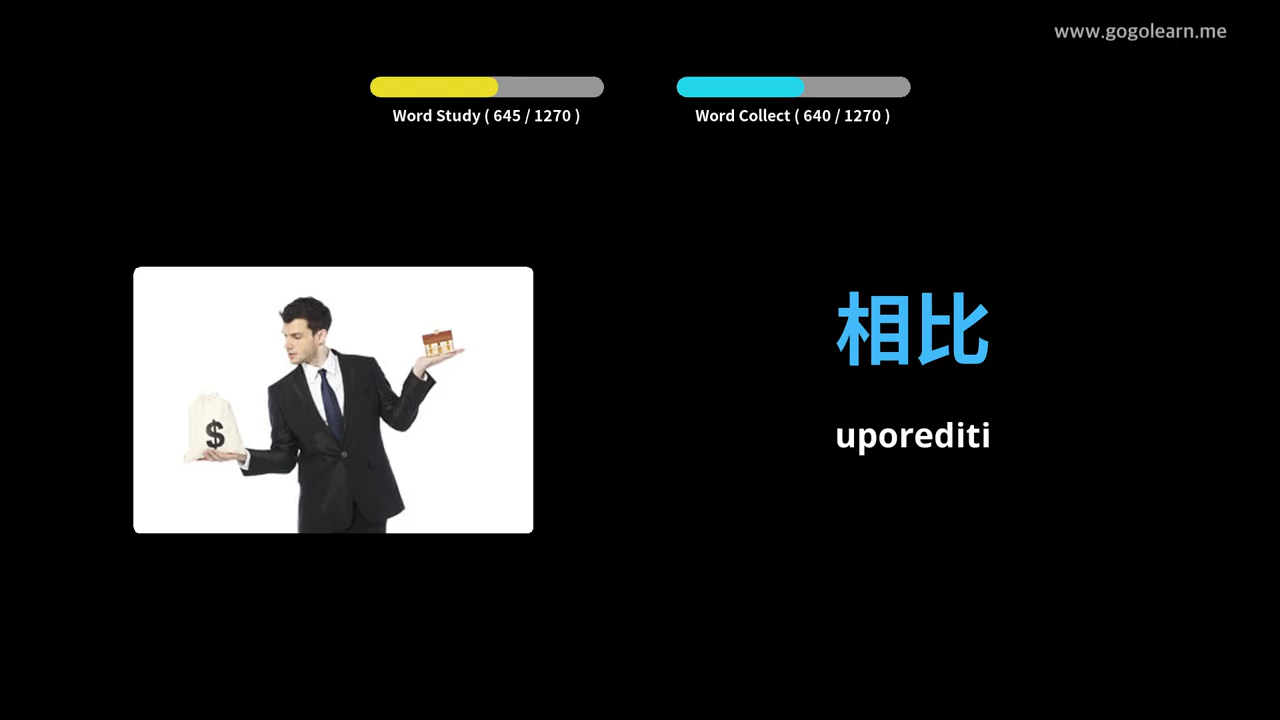 www.gogolearn.me
Word Study ( 645 / 1270 )
Word Collect ( 640 / 1270 )
$
相比
uporediti